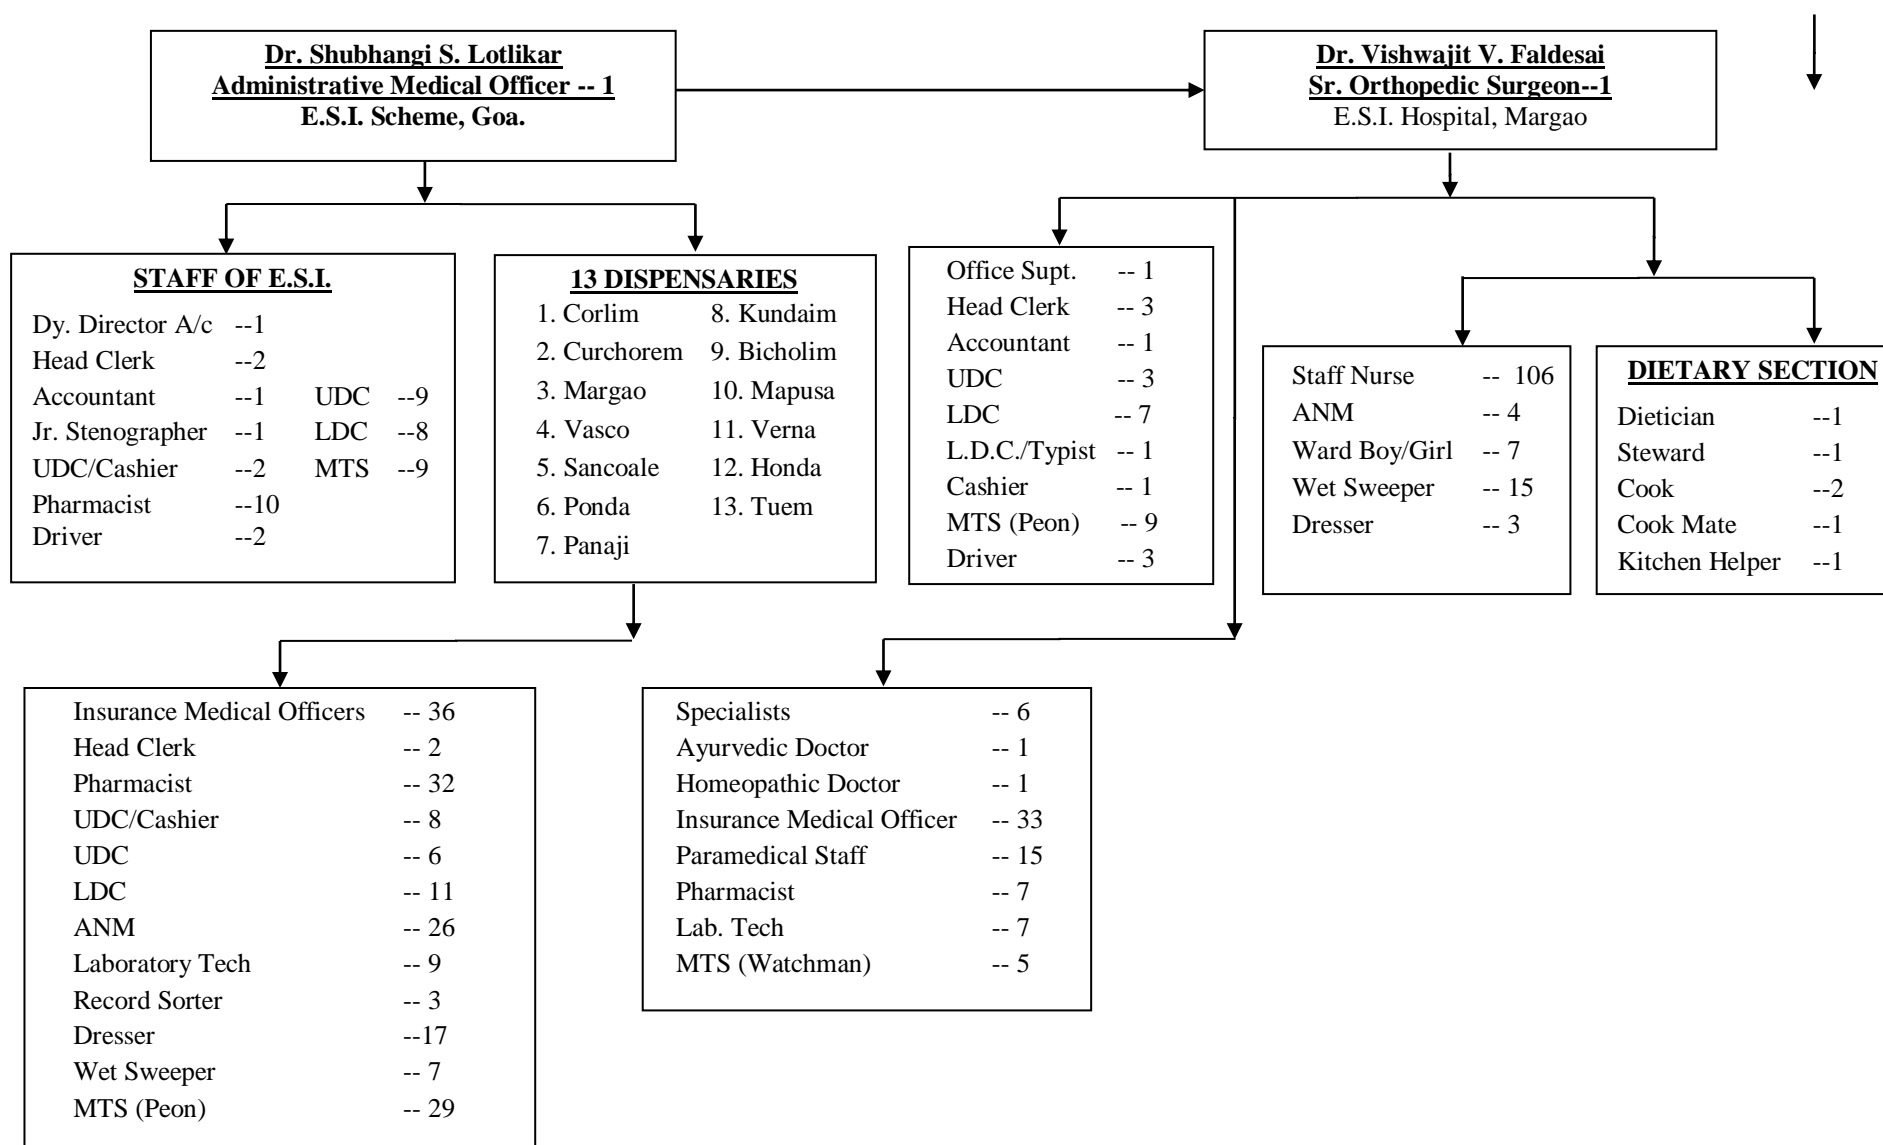 Dr. Shubhangi S. Lotlikar
Administrative Medical Officer -- 1
E.S.I. Scheme, Goa.
Dr. Vishwajit V. Faldesai
Sr. Orthopedic Surgeon--1
E.S.I. Hospital, Margao
STAFF OF E.S.I.
Dy. Director A/c --1
Head Clerk --2
Accountant --1 UDC --9
Jr. Stenographer --1 LDC --8
UDC/Cashier --2 MTS --9
Pharmacist --10
Driver --2
13 DISPENSARIES
1. Corlim 8. Kundaim
2. Curchorem 9. Bicholim
3. Margao 10. Mapusa
4. Vasco 11. Verna
5. Sancoale 12. Honda
6. Ponda 13. Tuem
7. Panaji
Office Supt. -- 1
Head Clerk -- 3
Accountant -- 1
UDC -- 3
LDC -- 7
L.D.C./Typist -- 1
Cashier -- 1
MTS (Peon) -- 9
Driver -- 3
Staff Nurse -- 106
ANM -- 4
Ward Boy/Girl -- 7
Wet Sweeper -- 15
Dresser -- 3
DIETARY SECTION
Dietician --1
Steward --1
Cook --2
Cook Mate --1
Kitchen Helper --1
Insurance Medical Officers -- 36
Head Clerk -- 2
Pharmacist -- 32
UDC/Cashier -- 8
UDC -- 6
LDC -- 11
ANM -- 26
Laboratory Tech -- 9
Record Sorter -- 3
Dresser --17
Wet Sweeper -- 7
MTS (Peon) -- 29
Specialists -- 6
Ayurvedic Doctor -- 1
Homeopathic Doctor -- 1
Insurance Medical Officer -- 33
Paramedical Staff -- 15
Pharmacist -- 7
Lab. Tech -- 7
MTS (Watchman) -- 5